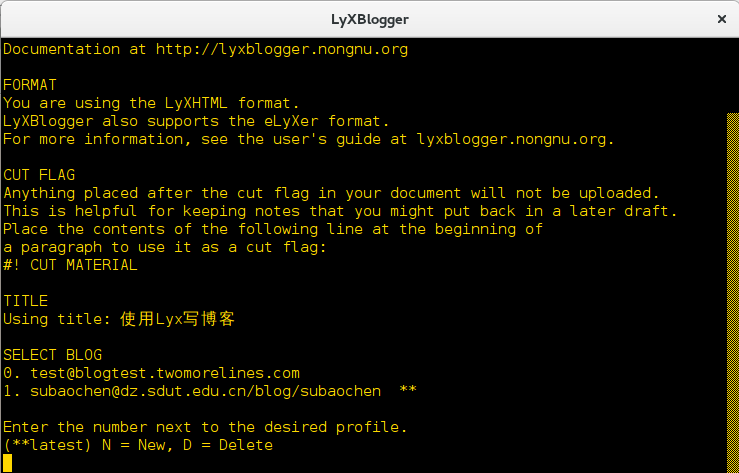 LyXBlogger
Documentation at http://lyxblogger.nongnu.org
FORMAT
You are using the LyXHTML format.
LyXBlogger also supports the eLyXer format.
For more information, see the user's guide at lyxblogger.nongnu.org.
CUT FLAG
Anything placed after the cut flag in your document will not be uploaded.
This is helpful for keeping notes that you might put back in a later draft.
Place the contents of the following line at the beginning of
a paragraph to use it as a cut flag:
#! CUT MATERIAL
TITLE
Using title: 使用Lyx写博客
SELECT BLOG
0. test@blogtest.twomorelines.com
1. subaochen@dz.sdut.edu.cn/blog/subaochen  **
Enter the number next to the desired profile.
(**latest) N = New, D = Delete